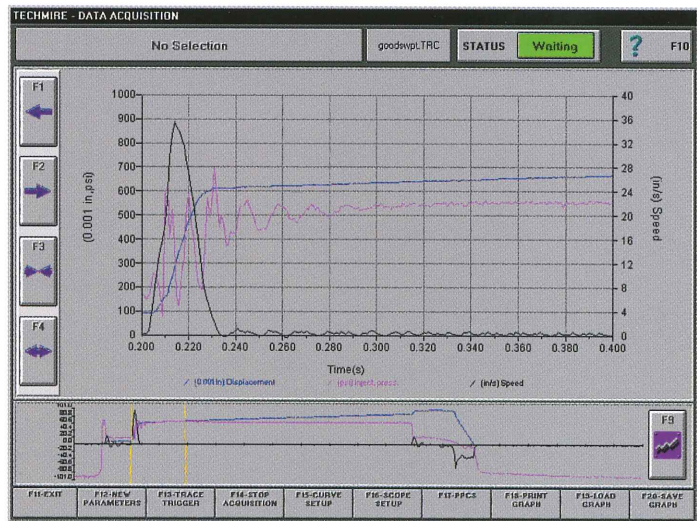 TECHMIRE - DATA ACQUISITION
No Selection
goodswpt.TRC
STATUS
Waiting
?
F10
F1
F2
F3
F4
1000
900
800
700
600
500
400
300
200
100
0
(0.001 in,psi)
40
36
32
28
24
20
16
12
8
4
0
(in/s) Speed
0.200 0.220 0.240 0.260 0.280 0.300 0.320 0.340 0.360 0.380 0.400
Time(s)
(0.001in) Displacement
(psi) Inject. press.
(in/s) Speed
F9
F11-EXIT
F12-NEW PARAMETERS
F13-TRACE TRIGGER
F14-STOP ACQUISITION
F15-CURVE SETUP
F16-SCOPE SETUP
F17-PPCS
F18-PRINT GRAPH
F19-LOAD GRAPH
F20-SAVE GRAPH